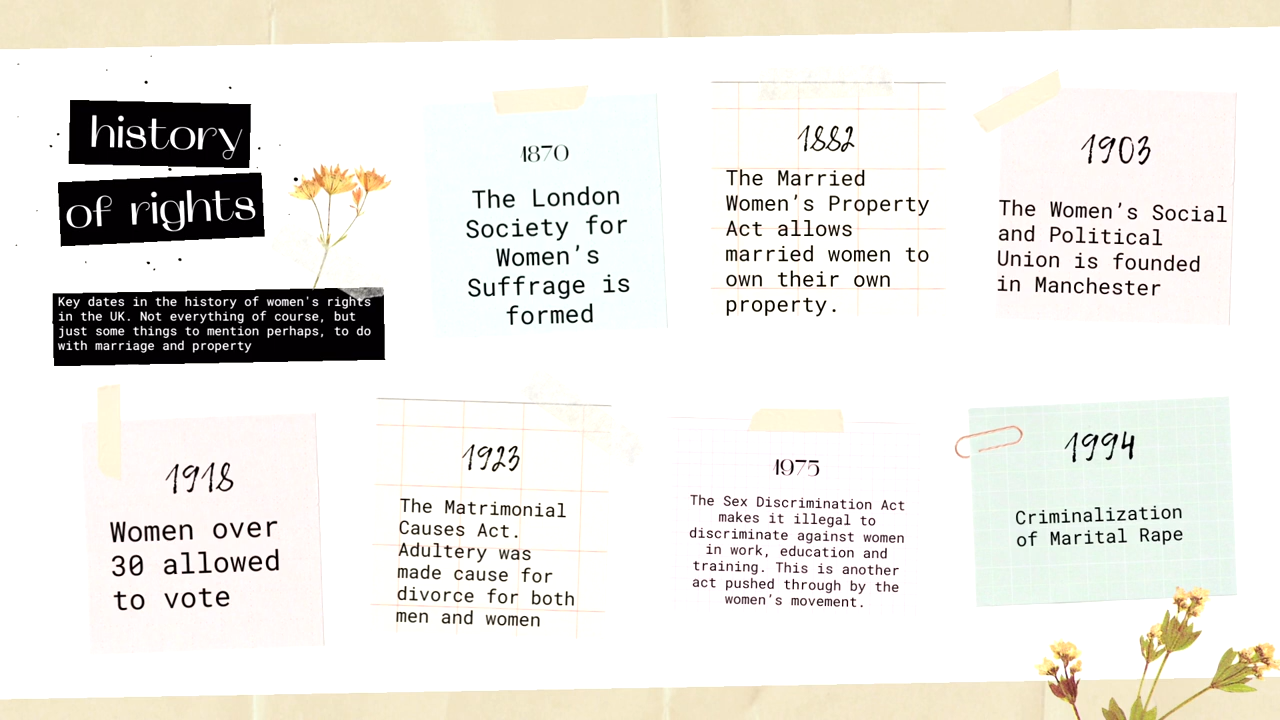 history
of rights
Key dates in the history of women's rights
in the UK. Not everything of course, but
just some things to mention perhaps, to do
with marriage and property
1870
The London
Society for
Women's
Suffrage is
formed
1882
The Married
Women's Property
Act allows
married women to
own their own
property.
1903
The Women's Social
and Political
Union is founded
in Manchester
1918
Women over
30 allowed
to vote
1923
The Matrimonial
Causes Act.
Adultery was
made cause for
divorce for both
men and women
1975
The Sex Discrimination Act
makes it illegal to
discriminate against women
in work, education and
training. This is another
act pushed through by the
women's movement.
1994
Criminalization
of Marital Rape